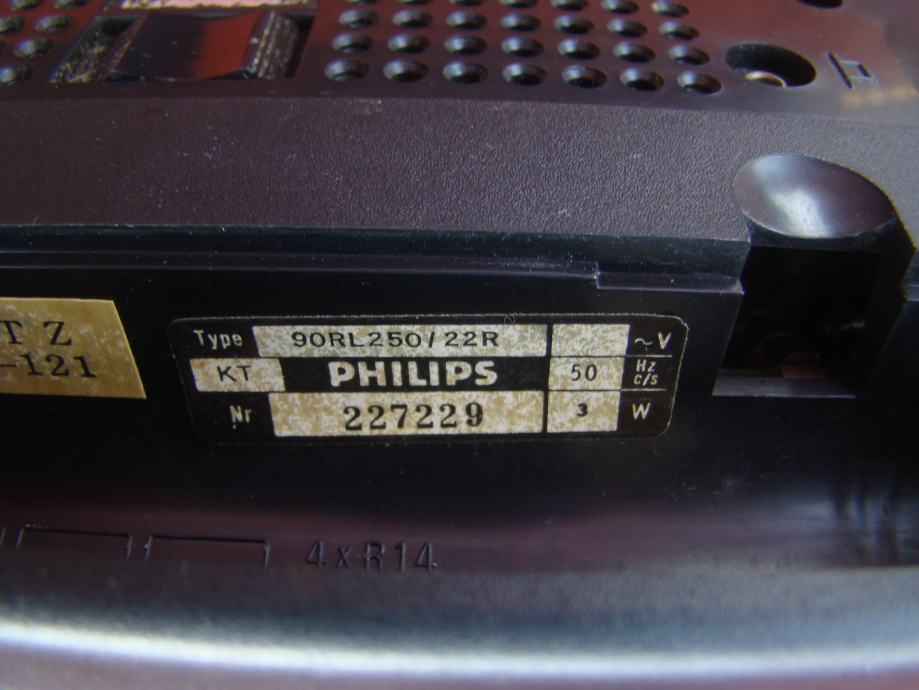 TZ
-121
Type 90RL250/22R ~V
KT PHILIPS 50 Hz c/s
Nr 227229 3 W
4xR14